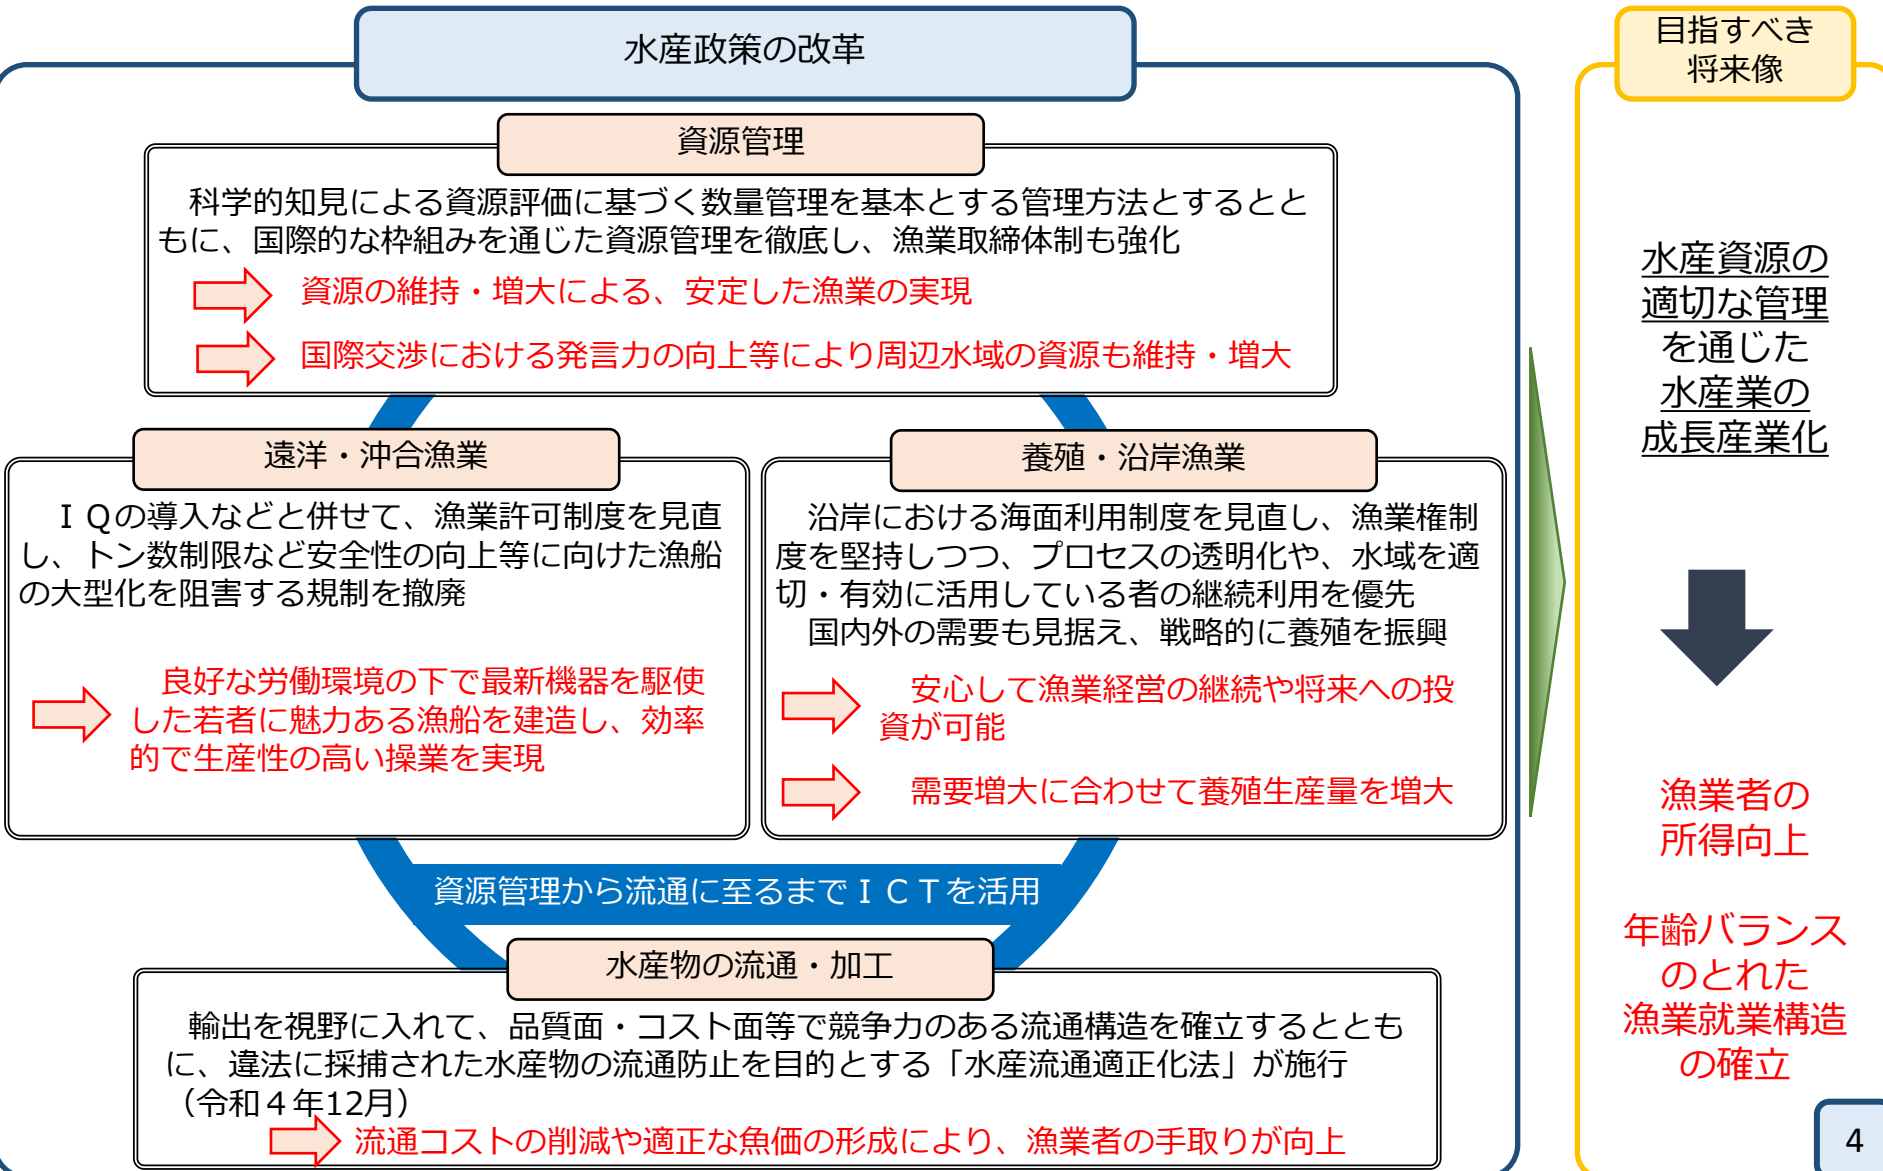 水産政策の改革
資源管理
科学的知見による資源評価に基づく数量管理を基本とする管理方法とするとと
もに、国際的な枠組みを通じた資源管理を徹底し、漁業取締体制も強化
資源の維持・増大による、安定した漁業の実現
国際交渉における発言力の向上等により周辺水域の資源も維持・増大
遠洋・沖合漁業
ＩＱの導入などと併せて、漁業許可制度を見直
し、トン数制限など安全性の向上等に向けた漁船
の大型化を阻害する規制を撤廃
良好な労働環境の下で最新機器を駆使
した若者に魅力ある漁船を建造し、効率
的で生産性の高い操業を実現
養殖・沿岸漁業
沿岸における海面利用制度を見直し、漁業権制
度を堅持しつつ、プロセスの透明化や、水域を適
切・有効に活用している者の継続利用を優先
国内外の需要も見据え、戦略的に養殖を振興
安心して漁業経営の継続や将来への投
資が可能
需要増大に合わせて養殖生産量を増大
資源管理から流通に至るまでＩＣＴを活用
水産物の流通・加工
輸出を視野に入れて、品質面・コスト面等で競争力のある流通構造を確立するととも
に、違法に採捕された水産物の流通防止を目的とする「水産流通適正化法」が施行
（令和４年12月）
流通コストの削減や適正な魚価の形成により、漁業者の手取りが向上
目指すべき
将来像
水産資源の
適切な管理
を通じた
水産業の
成長産業化
漁業者の
所得向上
年齢バランス
のとれた
漁業就業構造
の確立
4